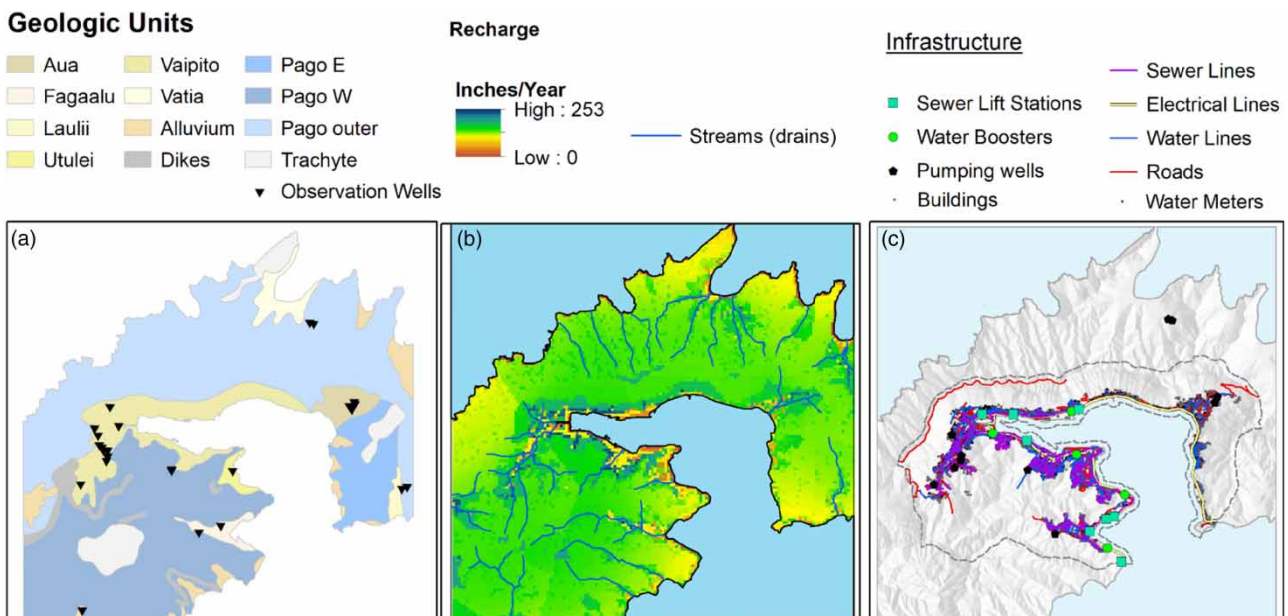 Geologic Units
Aua
Vaipito
Pago E
Fagaalu
Vatia
Pago W
Laulii
Alluvium
Pago outer
Utulei
Dikes
Trachyte
Observation Wells
Recharge
Inches/Year
High : 253
Low : 0
Streams (drains)
Infrastructure
Sewer Lines
Sewer Lift Stations
Electrical Lines
Water Boosters
Water Lines
Pumping wells
Roads
Buildings
Water Meters
(a)
(b)
(c)